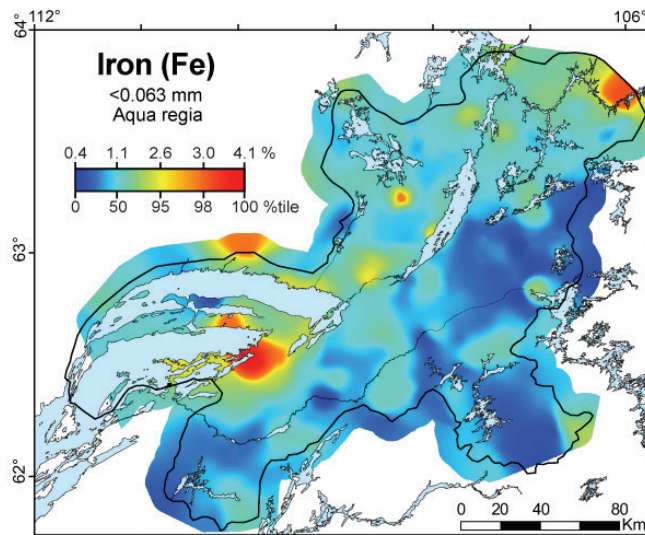 64°
112°
106°
Iron (Fe)
<0.063 mm
Aqua regia
0.4 1.1 2.6 3.0 4.1 %
0 50 95 98 100 %tile
63°
62°
0 20 40 60 80
Km